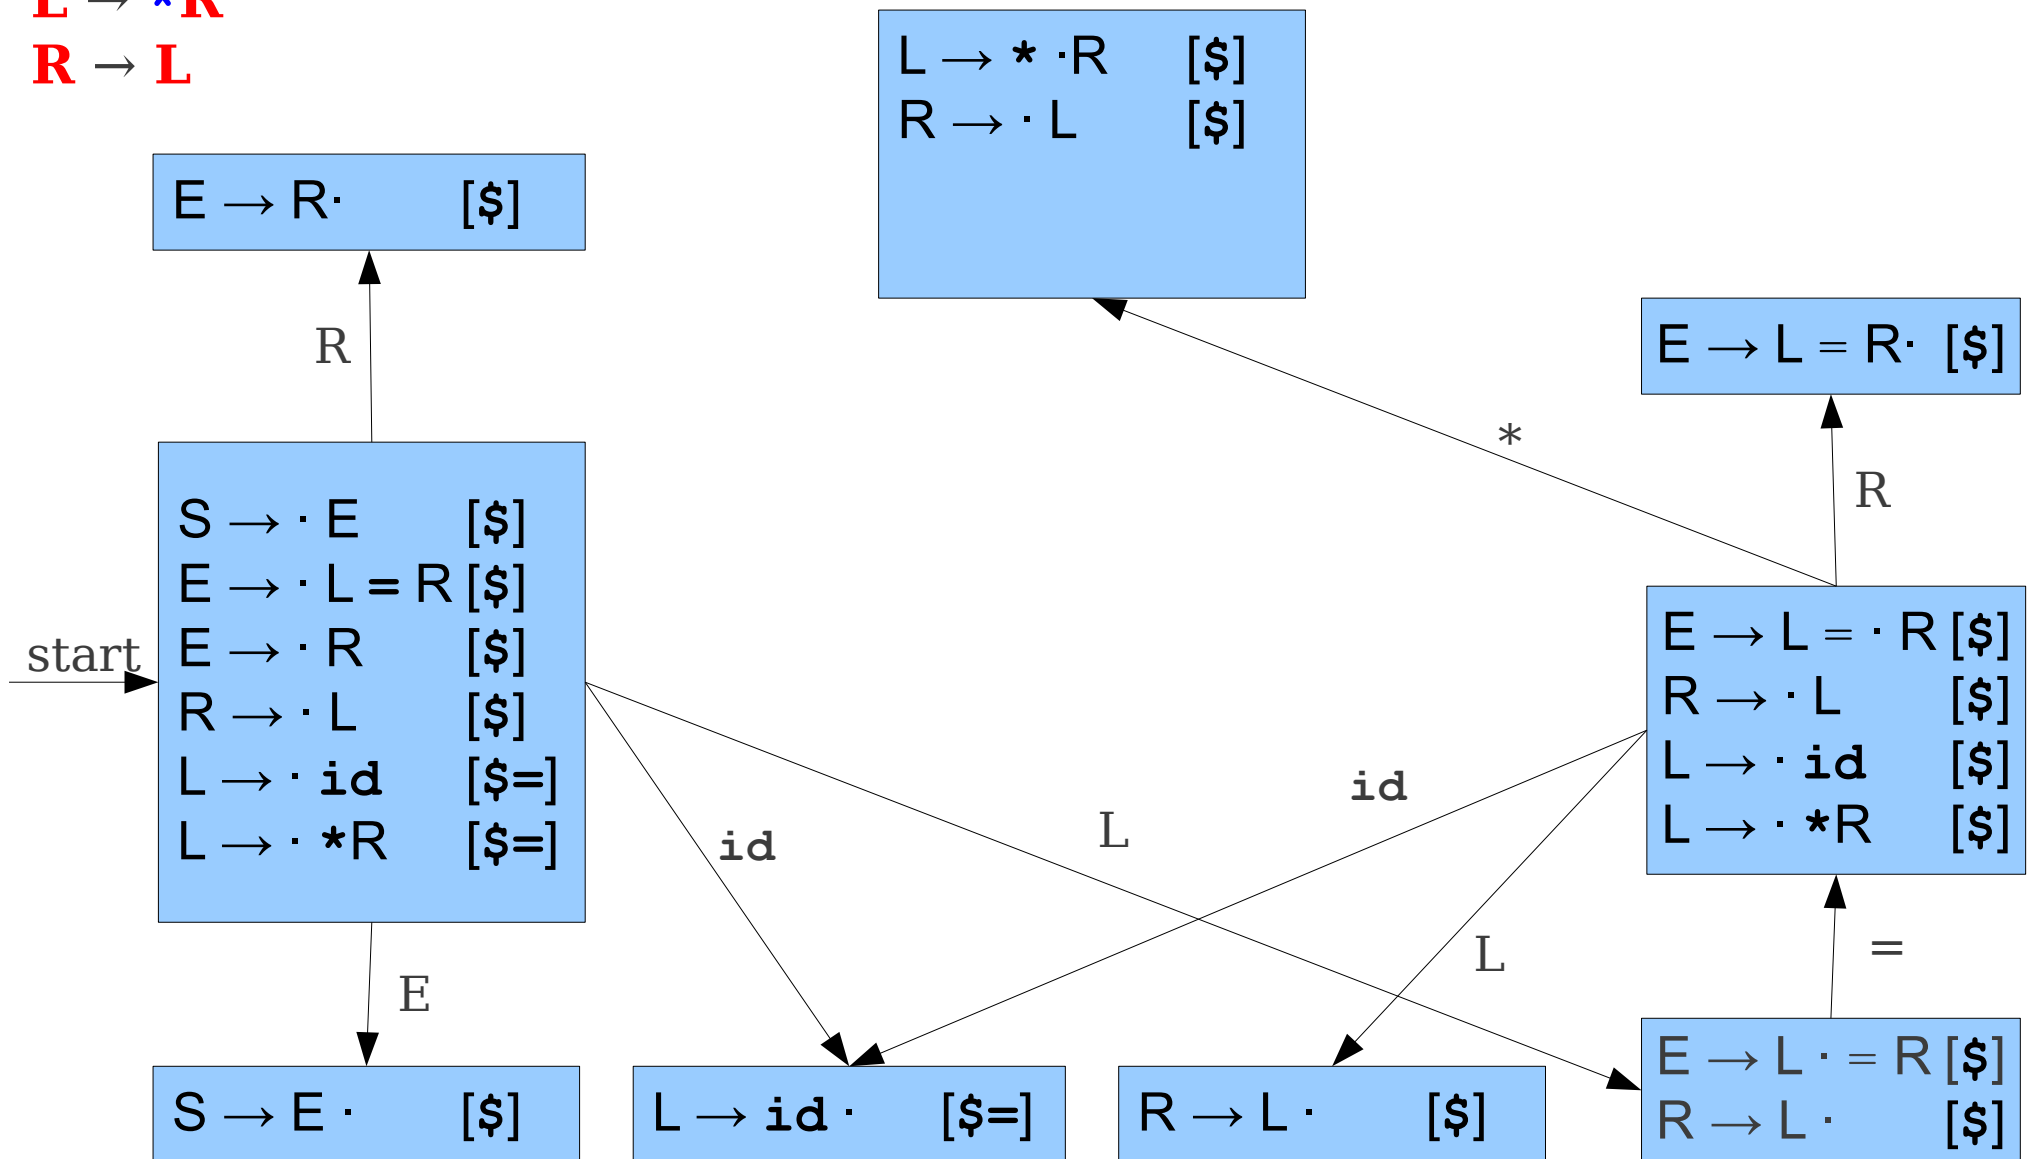 L → *R
R → L
L → * ·R [$]
R → · L [$]
E → R· [$]
R
E → L = R· [$]
*
R
S → · E [$]
E → · L = R [$]
E → · R [$]
R → · L [$]
L → · id [$=]
L → · *R [$=]
start
E → L = · R [$]
R → · L [$]
L → · id [$]
L → · *R [$]
id
L
id
L
=
E
S → E · [$]
L → id · [$=]
R → L · [$]
E → L · = R [$]
R → L · [$]